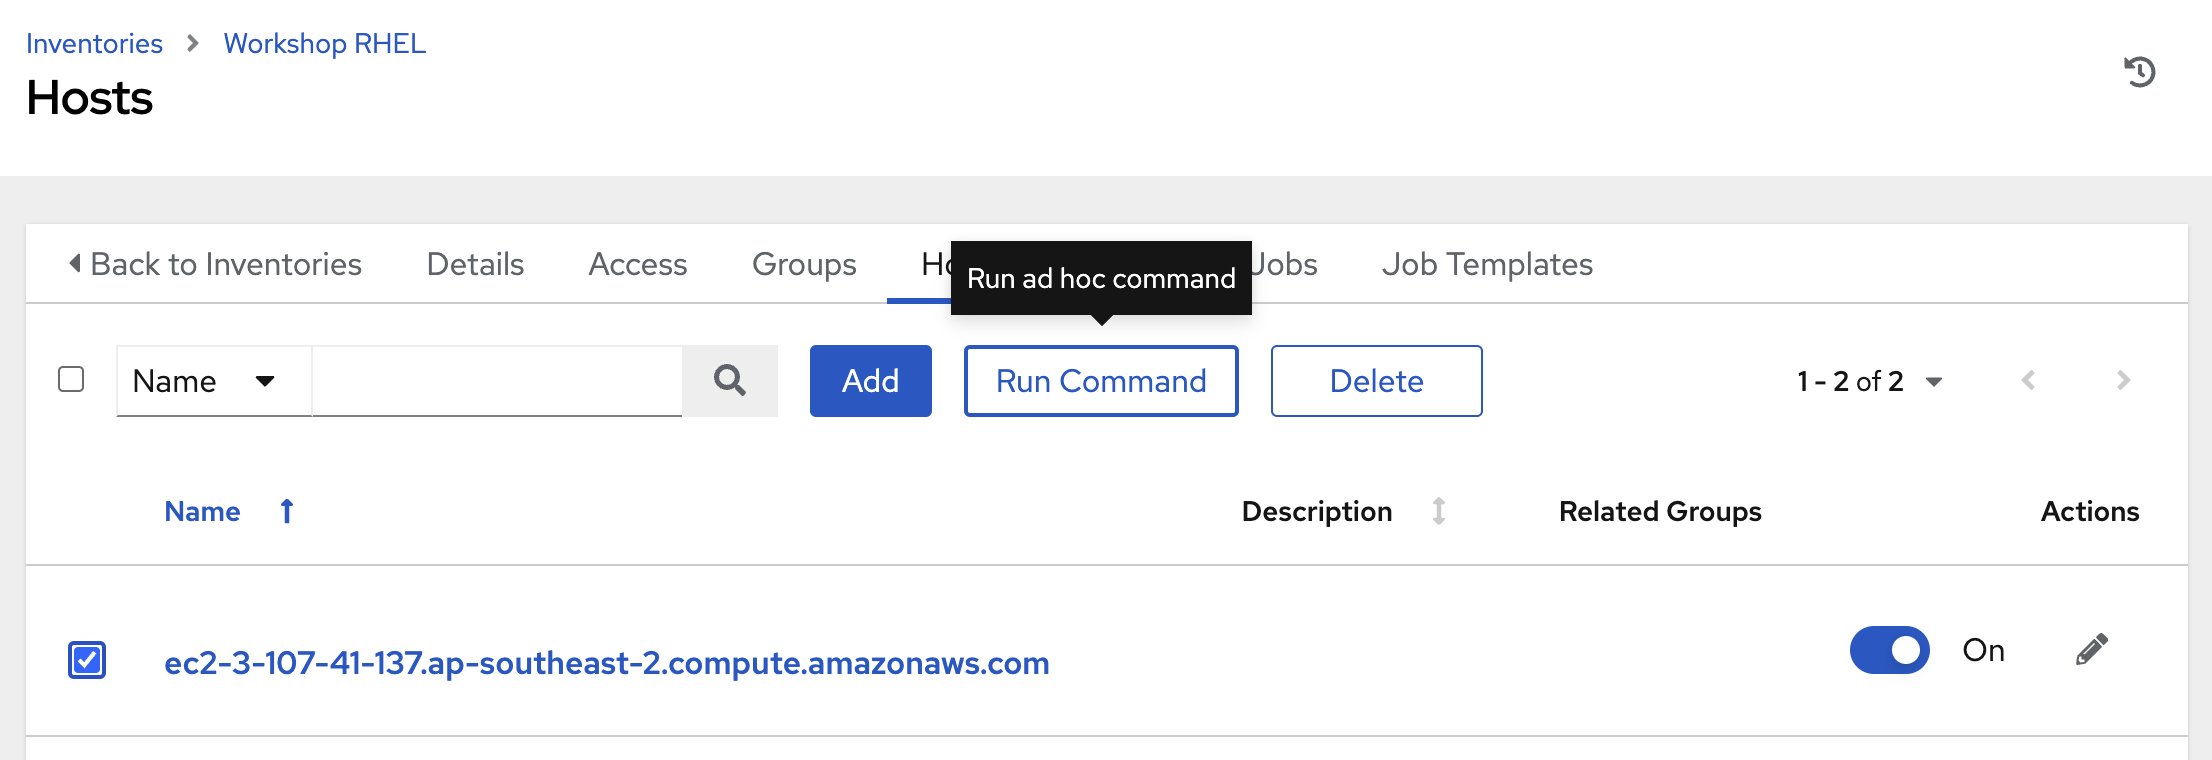 Inventories > Workshop RHEL
Hosts
Back to Inventories Details Access Groups Jobs Job Templates
Run ad hoc command
Name Add Run Command Delete 1 - 2 of 2
Name Description Related Groups Actions
ec2-3-107-41-137.ap-southeast-2.compute.amazonaws.com On